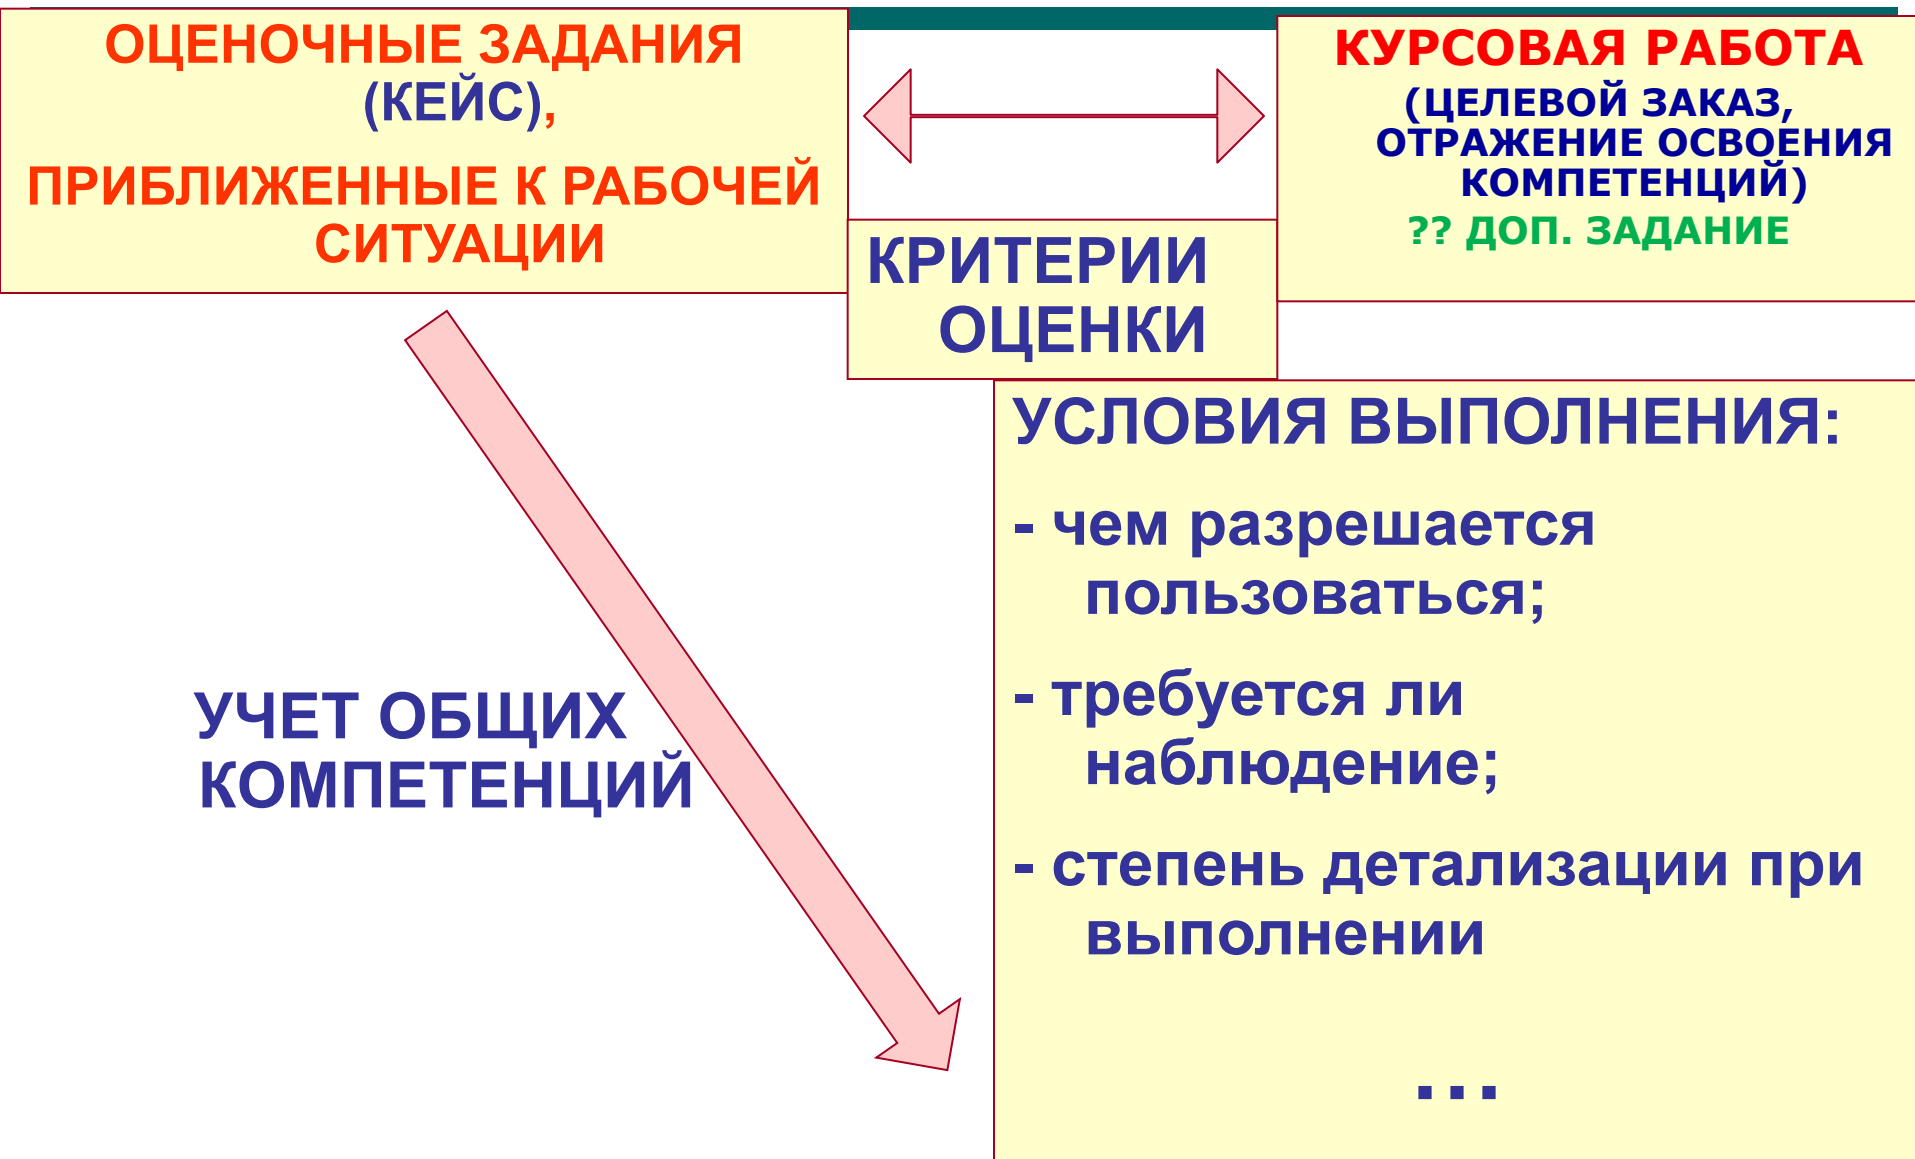 ОЦЕНОЧНЫЕ ЗАДАНИЯ
(КЕЙС),
ПРИБЛИЖЕННЫЕ К РАБОЧЕЙ
СИТУАЦИИ
КУРСОВАЯ РАБОТА
(ЦЕЛЕВОЙ ЗАКАЗ,
ОТРАЖЕНИЕ ОСВОЕНИЯ
КОМПЕТЕНЦИЙ)
?? ДОП. ЗАДАНИЕ
КРИТЕРИИ
ОЦЕНКИ
УСЛОВИЯ ВЫПОЛНЕНИЯ:
- чем разрешается
пользоваться;
- требуется ли
наблюдение;
- степень детализации при
выполнении
...
УЧЕТ ОБЩИХ
КОМПЕТЕНЦИЙ